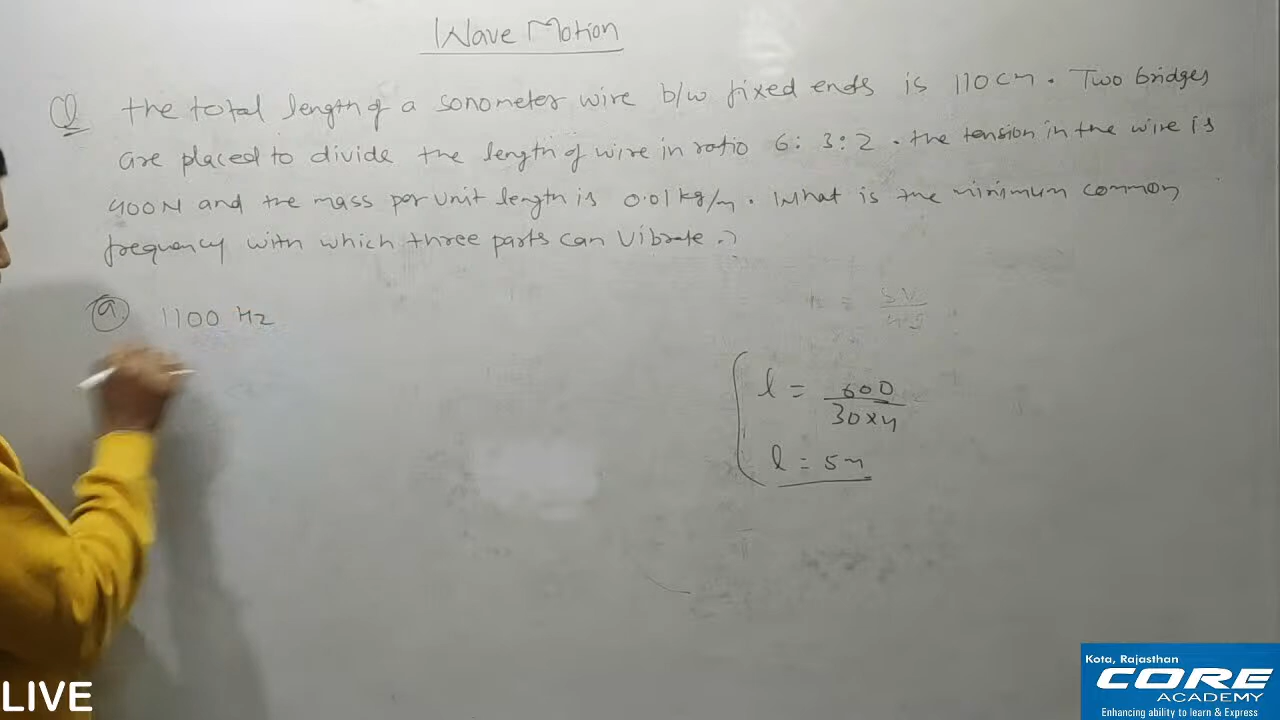 Wave Motion
Q the total length of a sonometer wire b/w fixed ends is 110 cm. Two bridges
are placed to divide the length of wire in ratio 6: 3:2. the tension in the wire is
400N and the mass per unit length is 0.01 kg/m. What is the minimum common
frequency with which three parts can Vibrate.?
(a) 1100 Hz
l = 600
30x4
l = 5m
LIVE
Kota, Rajasthan
CORE
ACADEMY
Enhancing ability to learn & Express